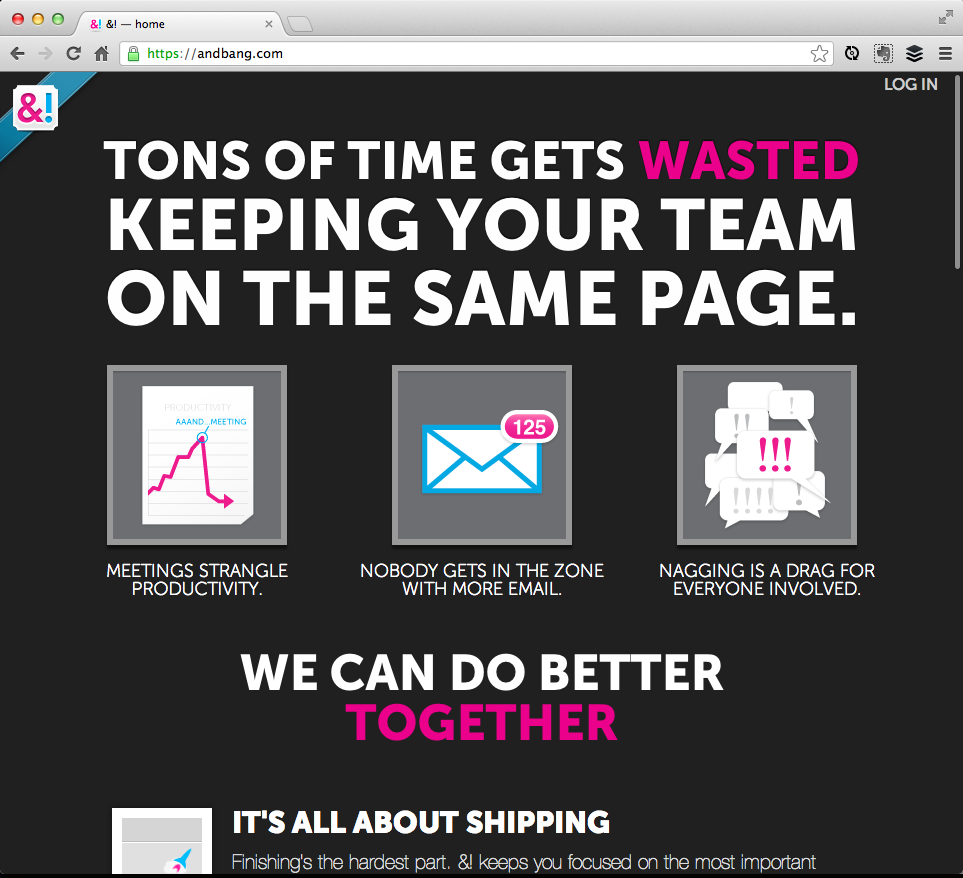 &! &! — home
https://andbang.com
&!
LOG IN
TONS OF TIME GETS WASTED
KEEPING YOUR TEAM
ON THE SAME PAGE.
PRODUCTIVITY
AAAND...MEETING
125
!
!!
!!!
!!!!
!
MEETINGS STRANGLE
PRODUCTIVITY.
NOBODY GETS IN THE ZONE
WITH MORE EMAIL.
NAGGING IS A DRAG FOR
EVERYONE INVOLVED.
WE CAN DO BETTER
TOGETHER
IT'S ALL ABOUT SHIPPING
Finishing's the hardest part. &! keeps you focused on the most important